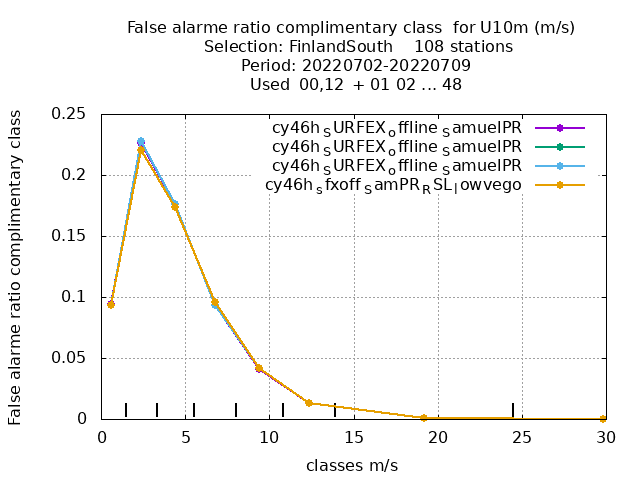 False alarme ratio complimentary class  for U10m (m/s)
Selection: FinlandSouth    108 stations
Period: 20220702-20220709
Used  00,12  + 01 02 ... 48
False alarme ratio complimentary class
cy46h_SURFEX_offline_SamuelPR
cy46h_SURFEX_offline_SamuelPR
cy46h_SURFEX_offline_SamuelPR
cy46h_sfxoff_SamPR_RSL_lowvego
0.25
0.2
0.15
0.1
0.05
0
0 5 10 15 20 25 30
classes m/s